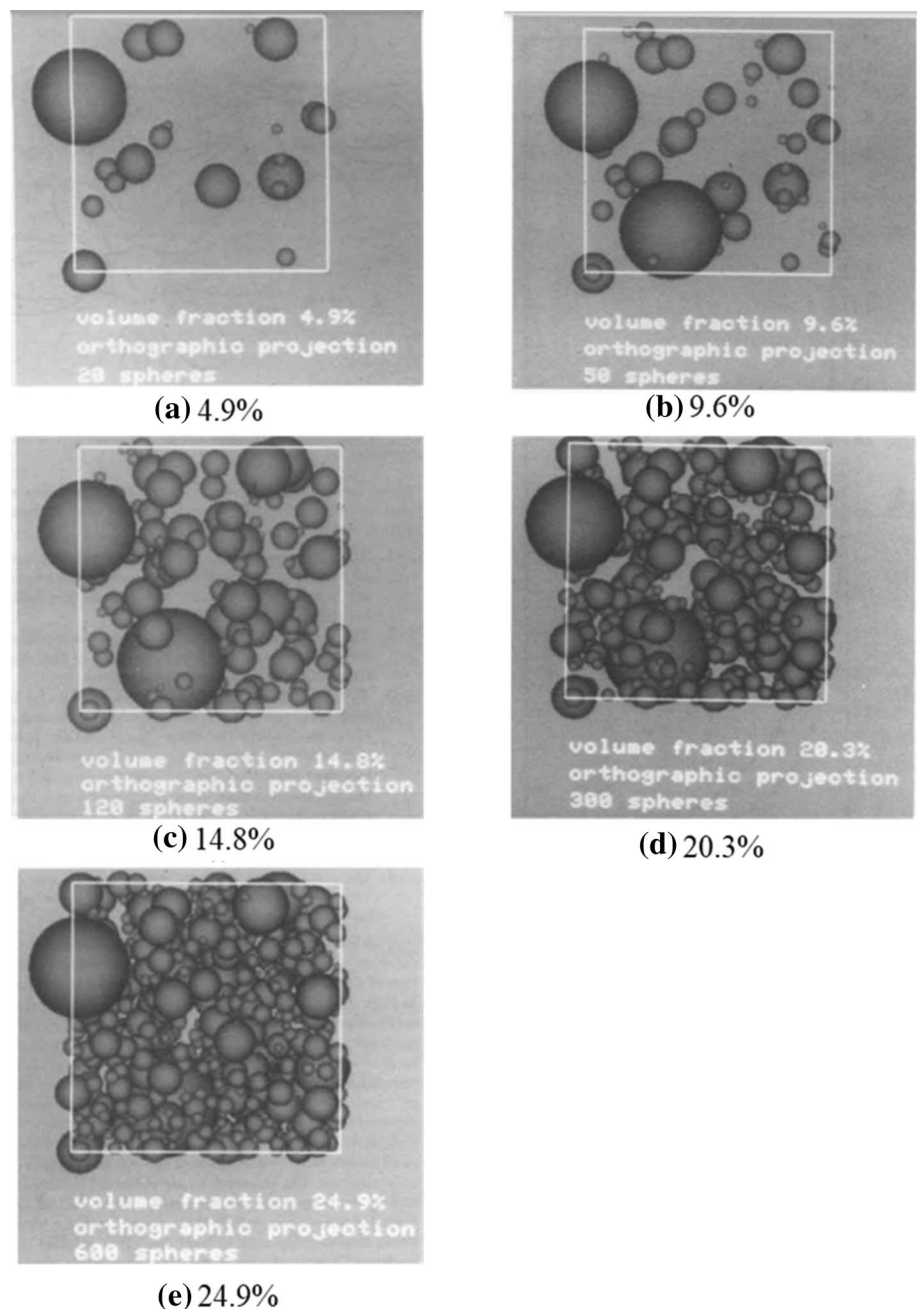 volume fraction 4.9%
orthographic projection
20 spheres
(a) 4.9%
volume fraction 9.6%
orthographic projection
50 spheres
(b) 9.6%
volume fraction 14.8%
orthographic projection
120 spheres
(c) 14.8%
volume fraction 20.3%
orthographic projection
300 spheres
(d) 20.3%
volume fraction 24.9%
orthographic projection
600 spheres
(e) 24.9%